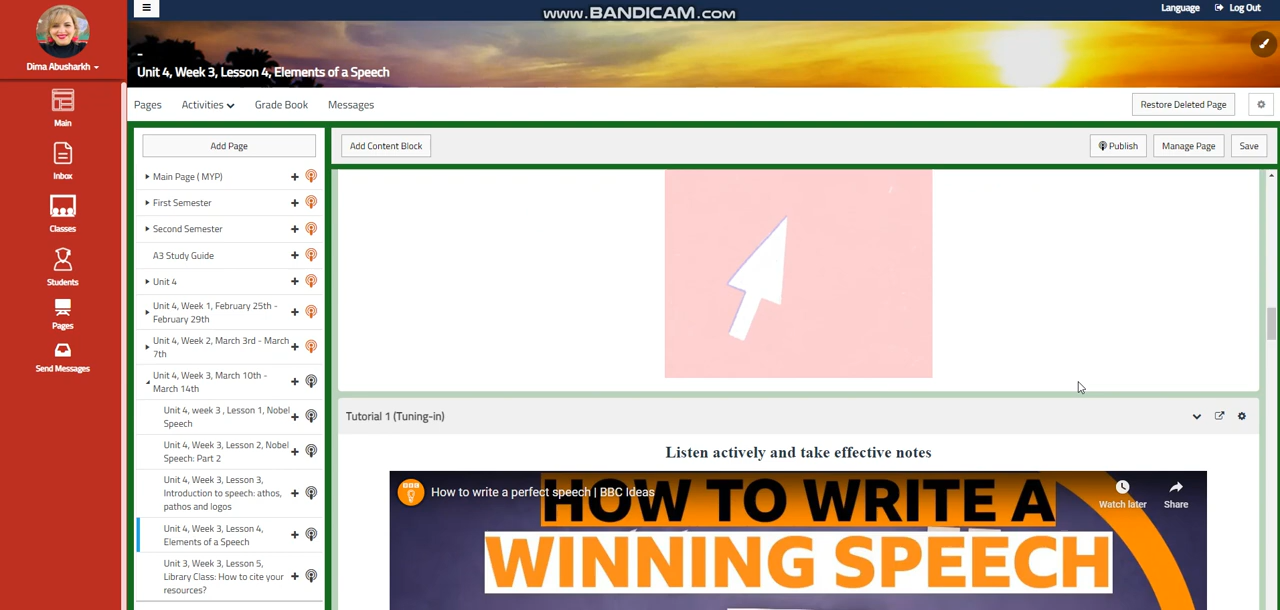 www.BANDICAM.com
Language
Log Out
Dima Abusharkh
-
Unit 4, Week 3, Lesson 4, Elements of a Speech
Pages
Activities
Grade Book
Messages
Restore Deleted Page
Main
Inbox
Classes
Students
Pages
Send Messages
Add Page
Main Page ( MYP)
First Semester
Second Semester
A3 Study Guide
Unit 4
Unit 4, Week 1, February 25th -
February 29th
Unit 4, Week 2, March 3rd - March
7th
Unit 4, Week 3, March 10th -
March 14th
Unit 4, week 3 , Lesson 1, Nobel
Speech
Unit 4, Week 3, Lesson 2, Nobel
Speech: Part 2
Unit 4, Week 3, Lesson 3,
Introduction to speech: athos,
pathos and logos
Unit 4, Week 3, Lesson 4,
Elements of a Speech
Unit 3, Week 3, Lesson 5,
Library Class: How to cite your
resources?
Add Content Block
Publish
Manage Page
Save
Tutorial 1 (Tuning-in)
Listen actively and take effective notes
BBC
How to write a perfect speech | BBC Ideas
Watch later
Share
HOW TO WRITE A
WINNING SPEECH